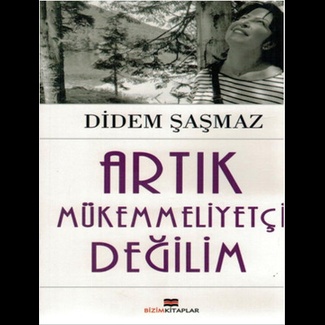 DİDEM ŞAŞMAZ
ARTIK
MÜKEMMELİYETÇİ
DEĞİLİM
BİZİMKİTAPLAR